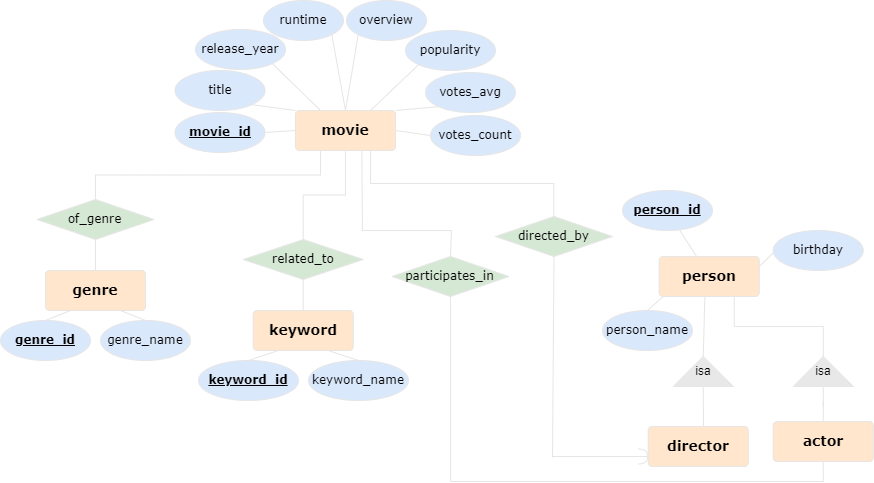 runtime
overview
release_year
popularity
title
votes_avg
movie_id
movie
votes_count
person_id
of_genre
directed_by
birthday
related_to
participates_in
person
genre
keyword
person_name
genre_id
genre_name
isa
isa
keyword_id
keyword_name
director
actor